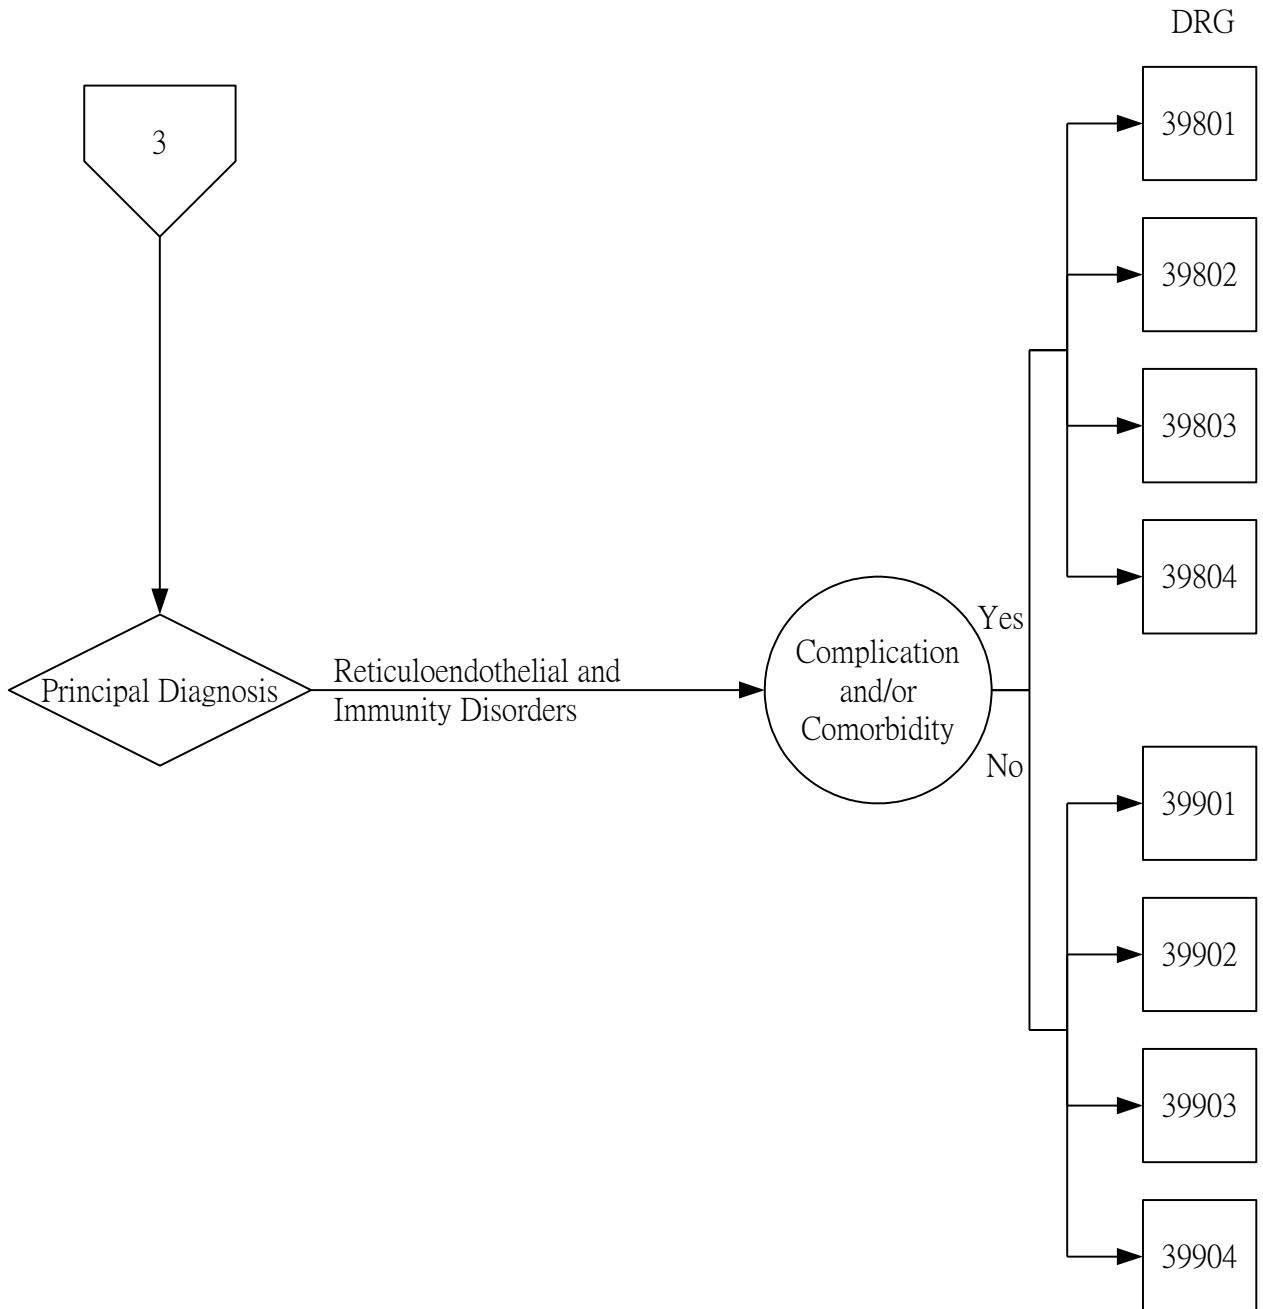 DRG
3
39801
39802
39803
39804
Principal Diagnosis
Reticuloendothelial and
Immunity Disorders
Complication
and/or
Comorbidity
Yes
No
39901
39902
39903
39904